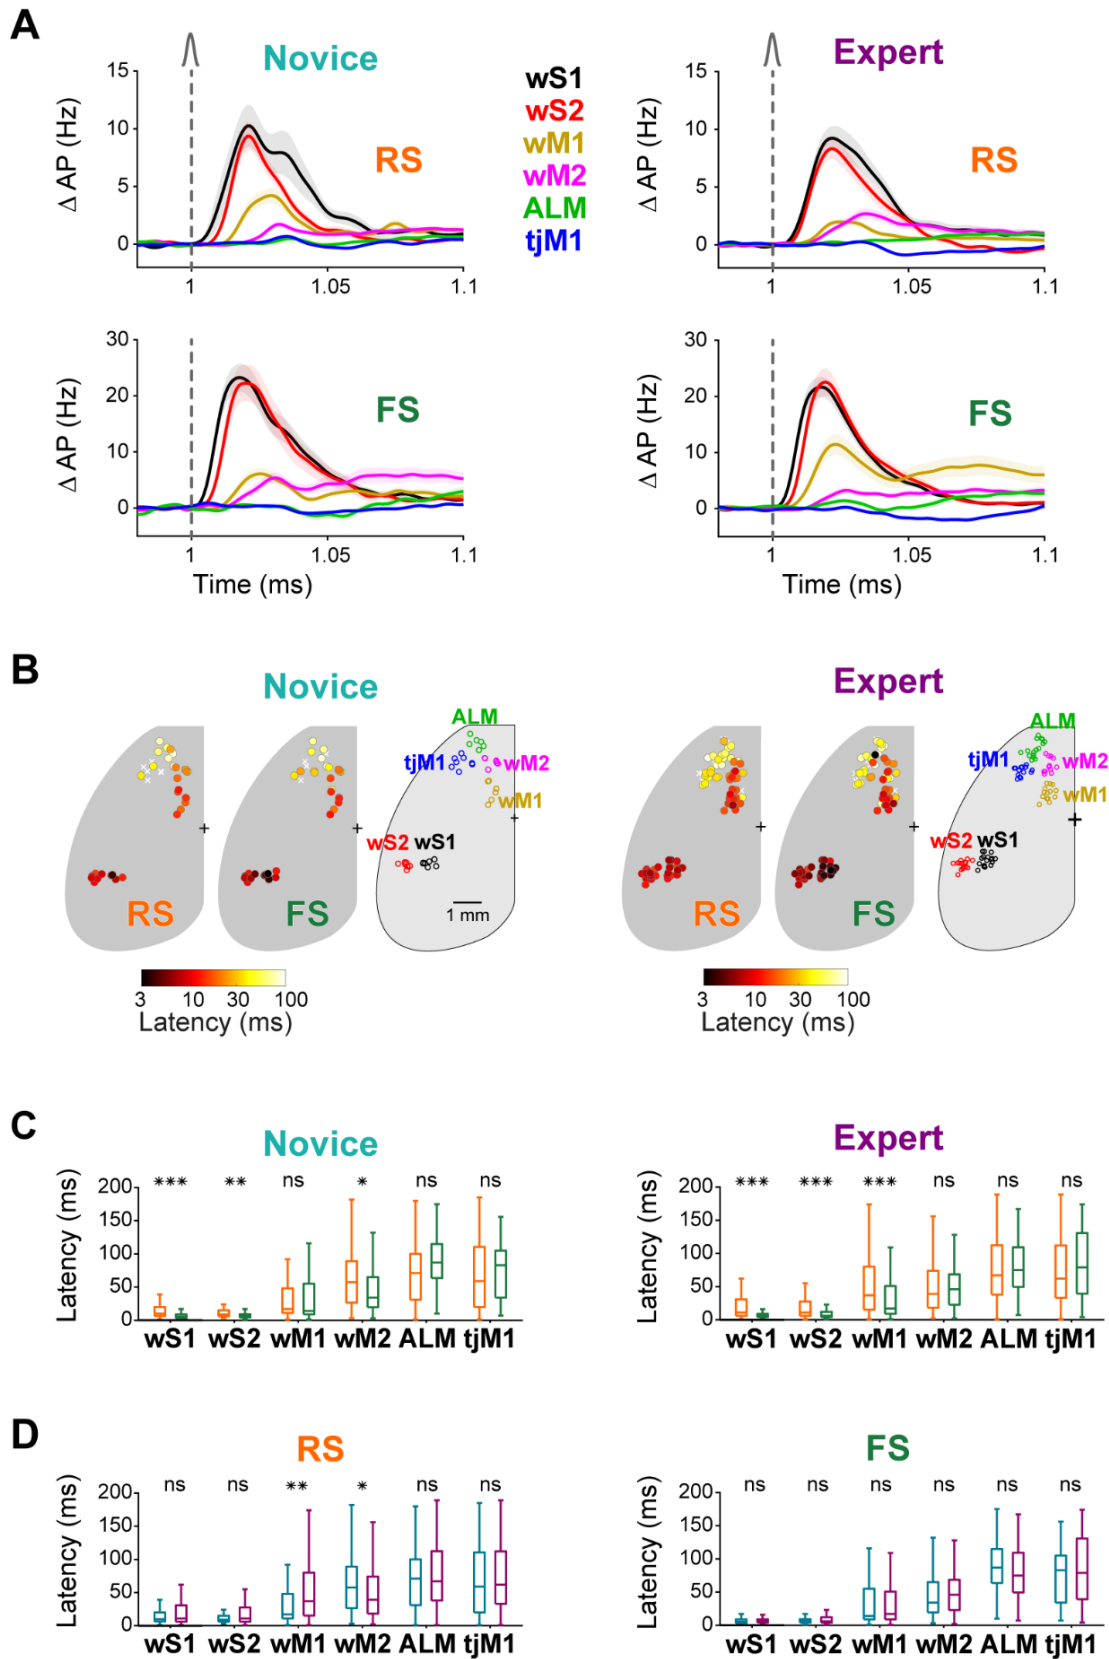 A
Novice
Expert
15
10
5
0
Δ AP (Hz)
RS
1
1.05
1.1
wS1
wS2
wM1
wM2
ALM
tjM1
15
10
5
0
Δ AP (Hz)
RS
1
1.05
1.1
30
20
10
0
Δ AP (Hz)
FS
1
1.05
1.1
Time (ms)
30
20
10
0
Δ AP (Hz)
FS
1
1.05
1.1
Time (ms)
B
Novice
Expert
RS
FS
ALM
tjM1
wM2
wM1
wS2
wS1
1 mm
3 10 30 100
Latency (ms)
RS
FS
ALM
tjM1
wM2
wM1
wS2
wS1
3 10 30 100
Latency (ms)
C
Novice
Expert
Latency (ms)
200
150
100
50
0
*** ** ns * ns ns
wS1 wS2 wM1 wM2 ALM tjM1
Latency (ms)
200
150
100
50
0
*** *** *** ns ns ns
wS1 wS2 wM1 wM2 ALM tjM1
D
RS
FS
Latency (ms)
200
150
100
50
0
ns ns ** * ns ns
wS1 wS2 wM1 wM2 ALM tjM1
Latency (ms)
200
150
100
50
0
ns ns ns ns ns ns
wS1 wS2 wM1 wM2 ALM tjM1